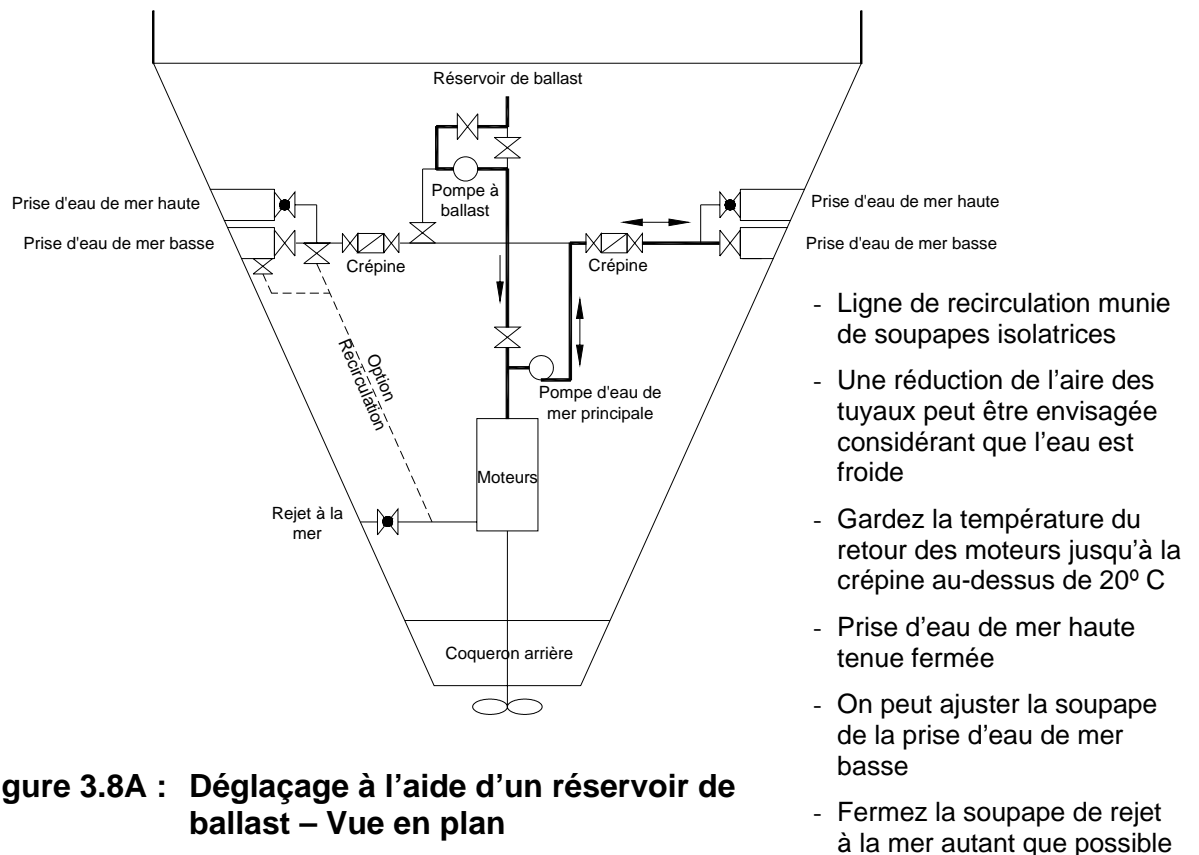 Réservoir de ballast
Pompe à
ballast
Prise d'eau de mer haute
Prise d'eau de mer haute
Prise d'eau de mer basse
Prise d'eau de mer basse
Crépine
Crépine
Option
Recirculation
Pompe d'eau de
mer principale
Moteurs
Rejet à la
mer
Coqueron arrière
- Ligne de recirculation munie
de soupapes isolatrices
- Une réduction de l’aire des
tuyaux peut être envisagée
considérant que l’eau est
froide
- Gardez la température du
retour des moteurs jusqu’à la
crépine au-dessus de 20º C
- Prise d’eau de mer haute
tenue fermée
- On peut ajuster la soupape
de la prise d’eau de mer
basse
- Fermez la soupape de rejet
à la mer autant que possible
gure 3.8A : Déglaçage à l’aide d’un réservoir de
ballast – Vue en plan